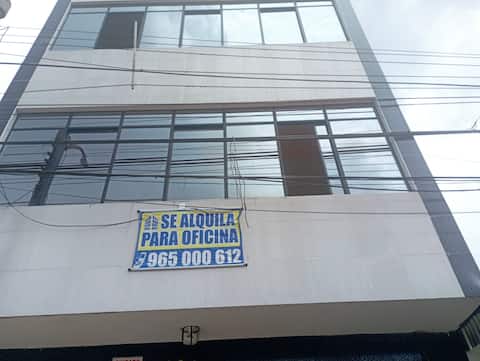 SE ALQUILA
PARA OFICINA
965 000 612